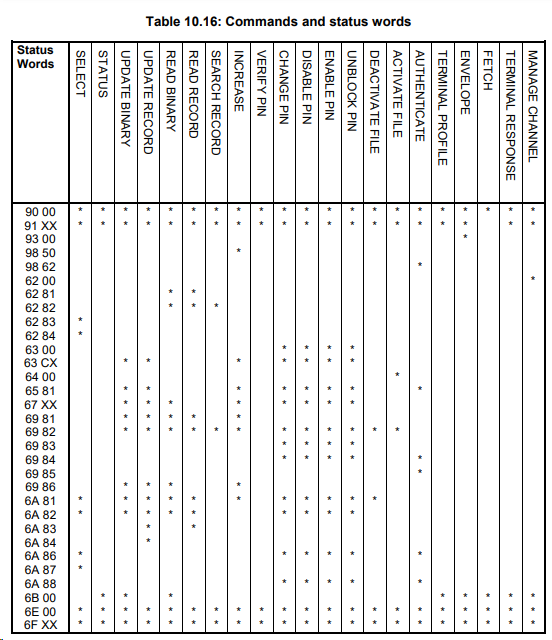 Table 10.16: Commands and status words
Status
Words
SELECT
STATUS
UPDATE BINARY
UPDATE RECORD
READ BINARY
READ RECORD
SEARCH RECORD
INCREASE
VERIFY PIN
CHANGE PIN
DISABLE PIN
ENABLE PIN
UNBLOCK PIN
DEACTIVATE FILE
ACTIVATE FILE
AUTHENTICATE
TERMINAL PROFILE
ENVELOPE
FETCH
TERMINAL RESPONSE
MANAGE CHANNEL
90 00 * * * * * * * * * * * * * * * * * * * * *
91 XX * * * * * * * * * * * * * * * * * * * *
93 00 *
98 50 *
98 62 *
62 00 *
62 81 * *
62 82 * * *
62 83 *
62 84 *
63 00 * * * *
63 CX * * * * * * *
64 00 *
65 81 * * * * * * * *
67 XX * * * * * * * *
69 81 * * * * *
69 82 * * * * * * * * * * * *
69 83 * * * *
69 84 * * * * *
69 85 *
69 86 * * * *
6A 81 * * * * * * * * * * *
6A 82 * * * * * * * * *
6A 83 * *
6A 84 *
6A 86 * * * * * *
6A 87 *
6A 88 * * * * *
6B 00 * * * * * * * *
6E 00 * * * * * * * * * * * * * * * * * * * * *
6F XX * * * * * * * * * * * * * * * * * * * * *